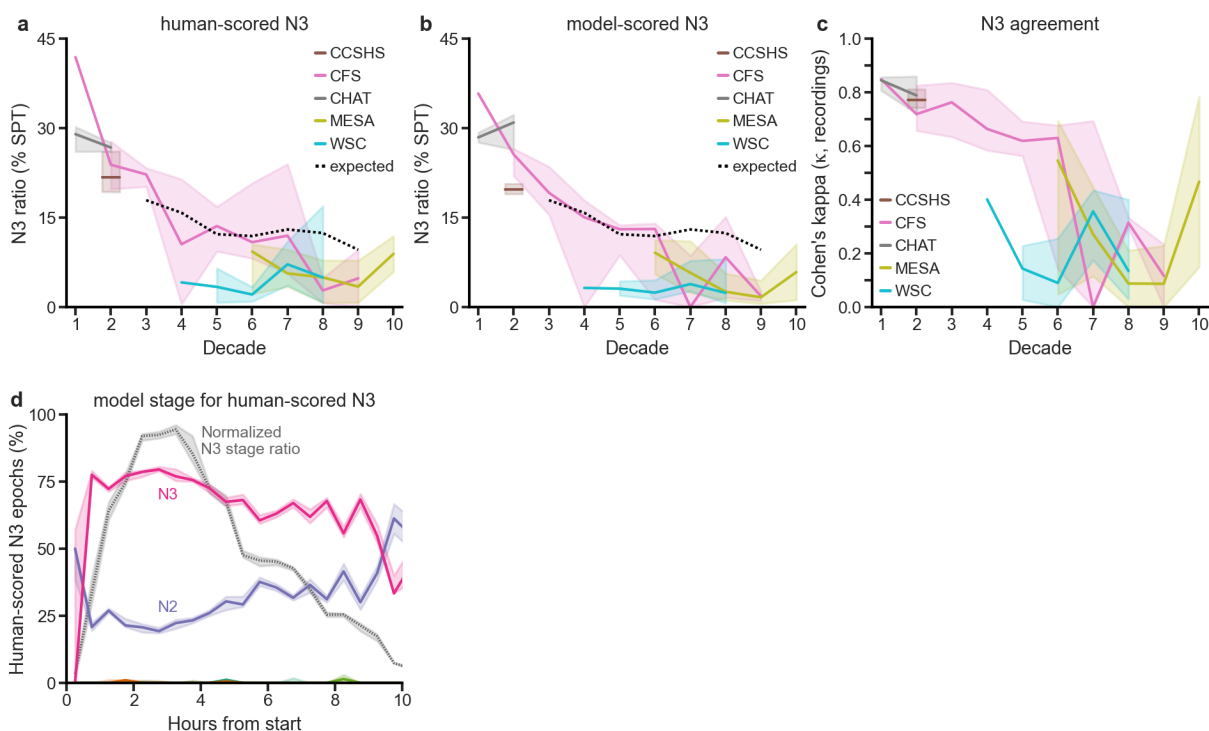 a human-scored N3
N3 ratio (% SPT)
45
30
15
0
CCSHS
CFS
CHAT
MESA
WSC
expected
1 2 3 4 5 6 7 8 9 10
Decade
b model-scored N3
N3 ratio (% SPT)
45
30
15
0
CCSHS
CFS
CHAT
MESA
WSC
expected
1 2 3 4 5 6 7 8 9 10
Decade
c N3 agreement
Cohen's kappa (κ, recordings)
1.0
0.8
0.6
0.4
0.2
0.0
CCSHS
CFS
CHAT
MESA
WSC
1 2 3 4 5 6 7 8 9 10
Decade
d model stage for human-scored N3
Human-scored N3 epochs (%)
100
75
50
25
0
Normalized
N3 stage ratio
N3
N2
0 2 4 6 8 10
Hours from start